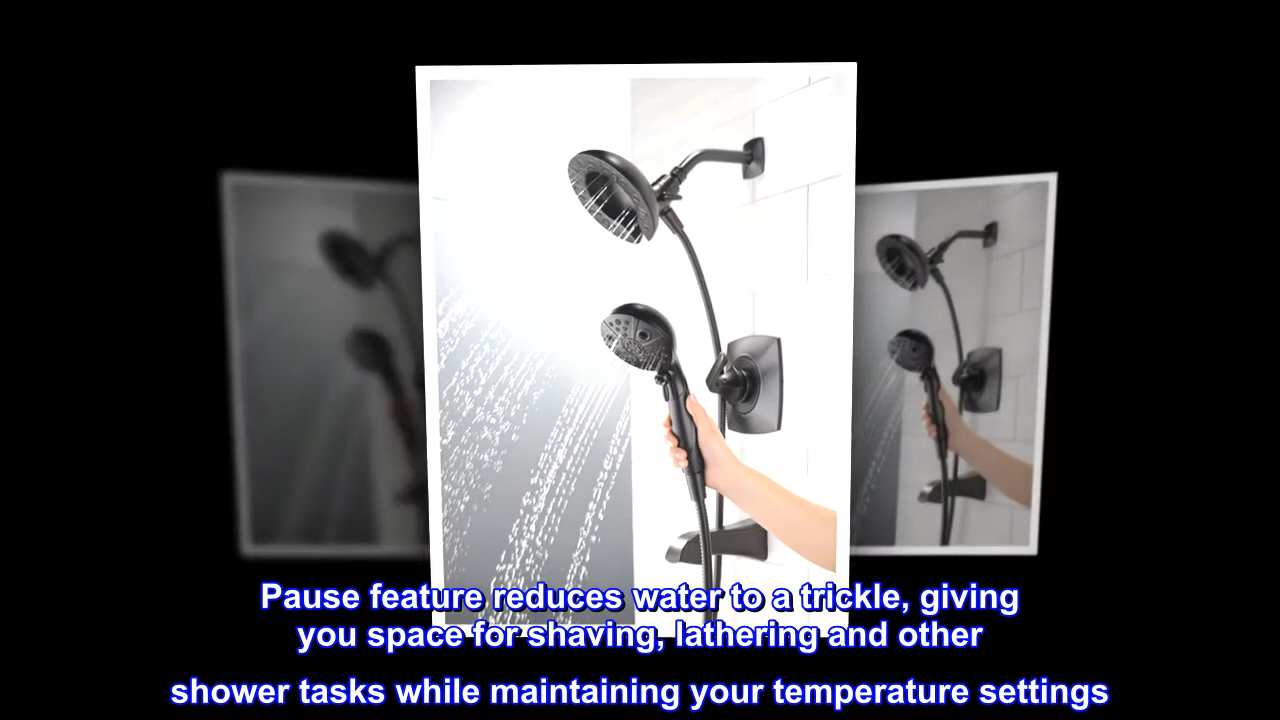 Pause feature reduces water to a trickle, giving
you space for shaving, lathering and other
shower tasks while maintaining your temperature settings